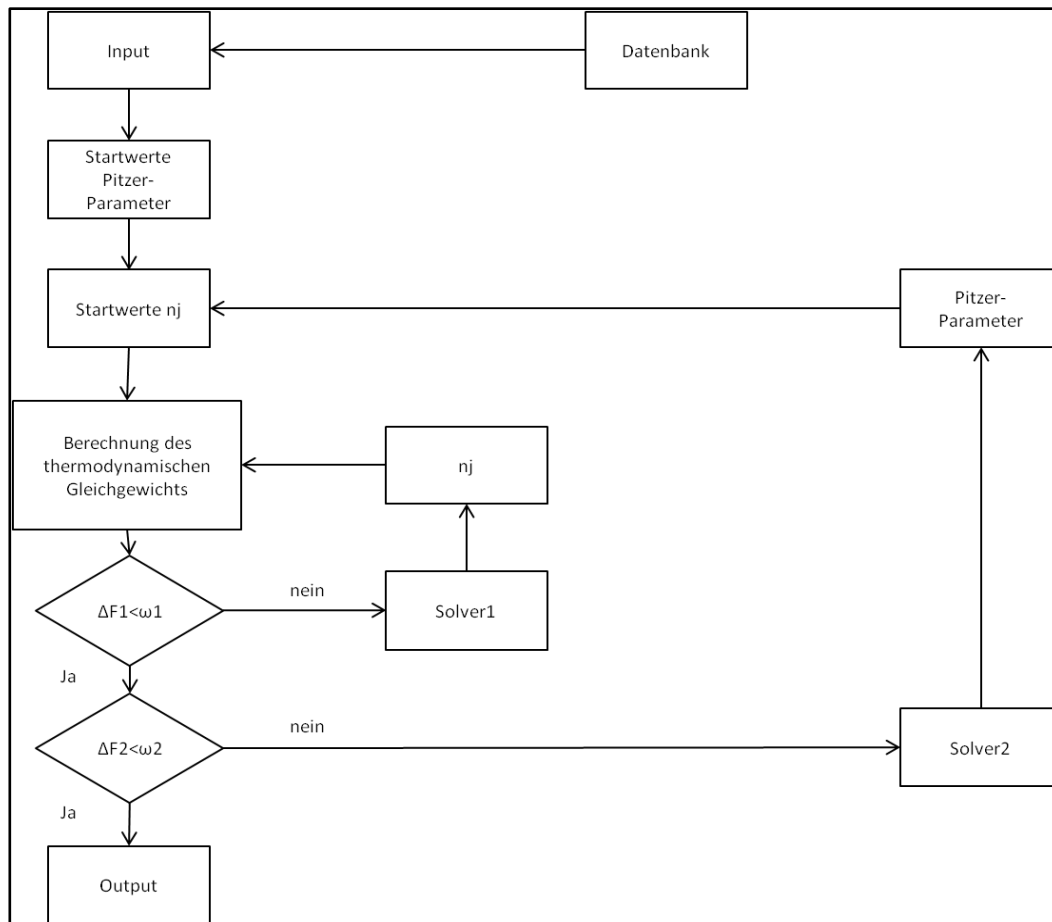 Input
Datenbank
Startwerte
Pitzer-
Parameter
Startwerte nj
Pitzer-
Parameter
Berechnung des
thermodynamischen
Gleichgewichts
nj
ΔF1<ω1
nein
Solver1
Ja
ΔF2<ω2
nein
Solver2
Ja
Output